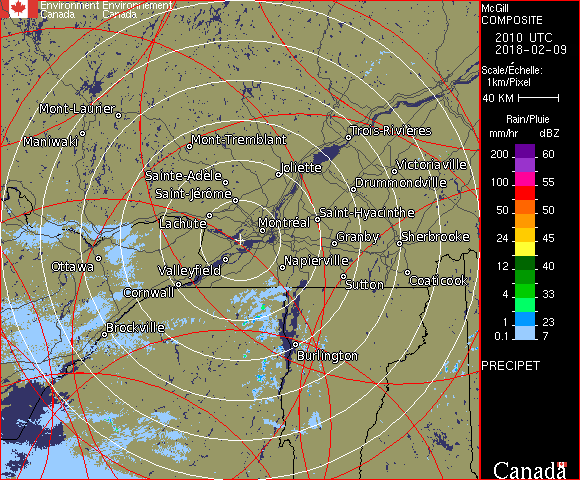 Environment Environnement
Canada Canada
McGill
COMPOSITE
2010 UTC
2018-02-09
Scale/Échelle:
1km/Pixel
40 KM
Rain/Pluie
mm/hr dBZ
200 60
150 57
100 55
50 50
24 45
12 40
4 33
1 23
0.1 7
PRECIPET
Canada
Mont-Laurier
Maniwaki
Mont-Tremblant
Trois-Rivières
Joliette
Victoriaville
Sainte-Adèle
Drummondville
Saint-Jérôme
Lachute
Saint-Hyacinthe
Montréal
Granby
Sherbrooke
Ottawa
Valleyfield
Napierville
Sutton
Coaticook
Cornwall
Brockville
Burlington